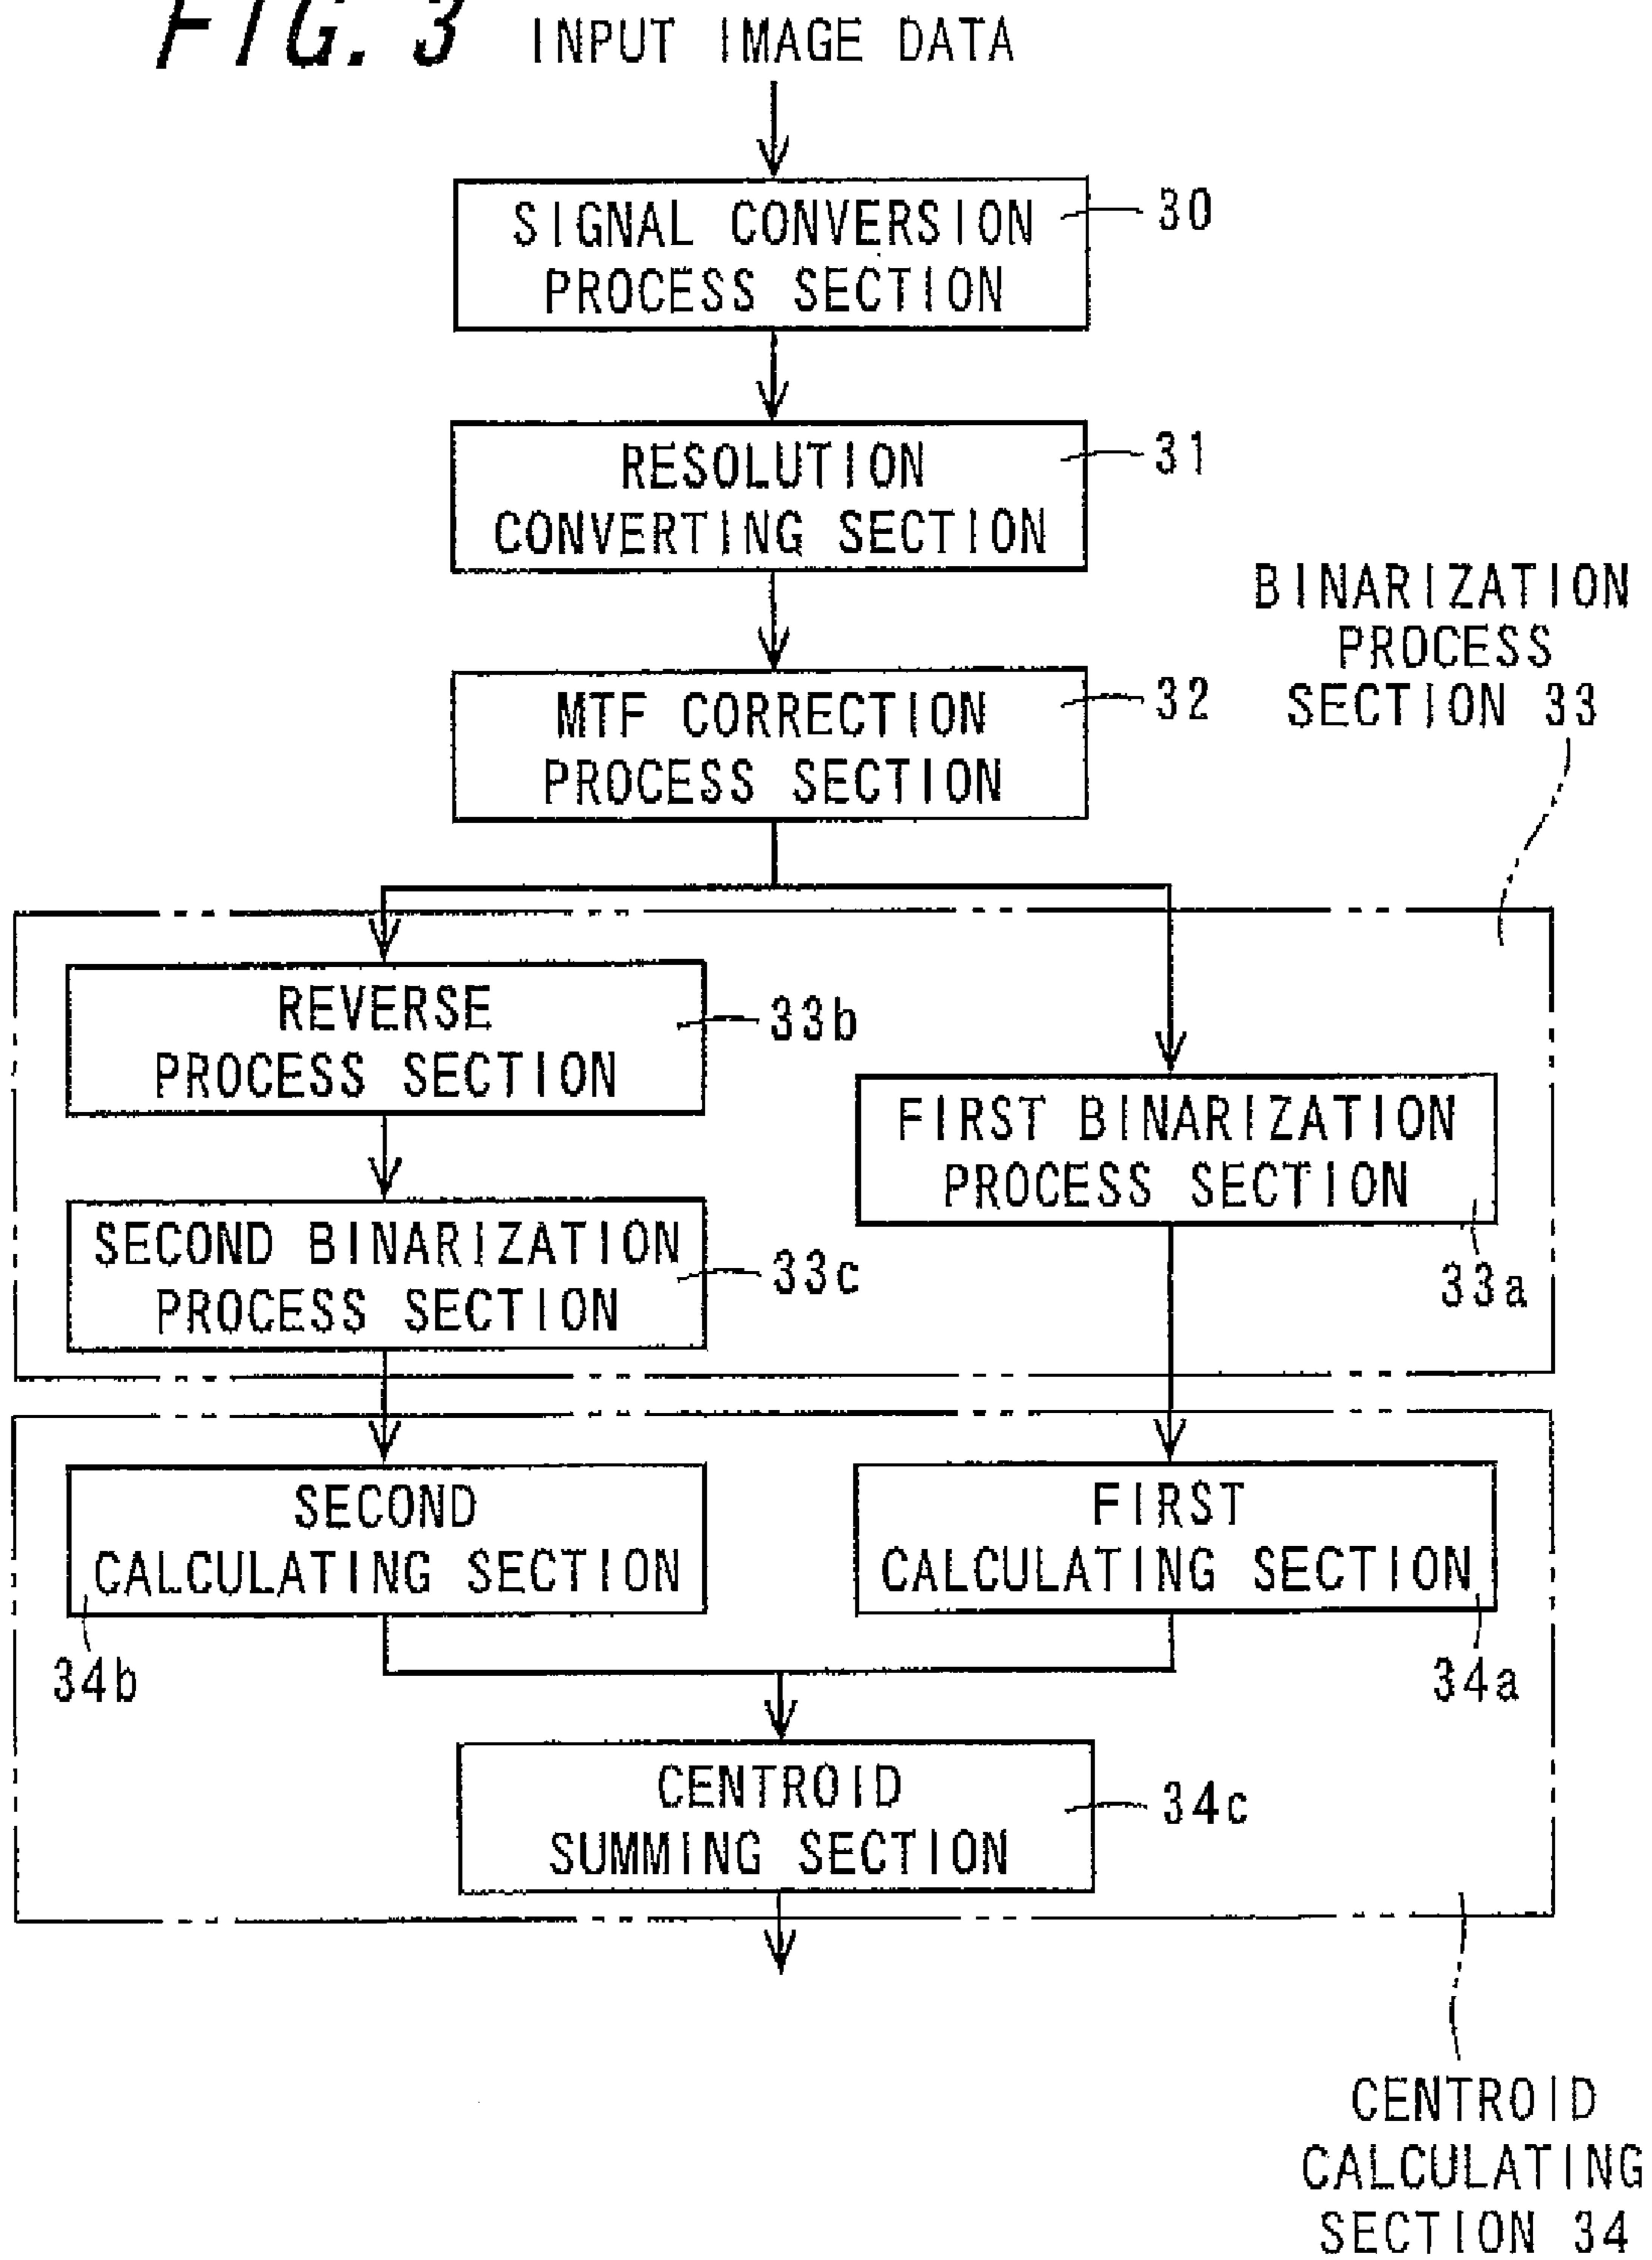 FIG. 3
INPUT IMAGE DATA
SIGNAL CONVERSION
PROCESS SECTION
30
RESOLUTION
CONVERTING SECTION
31
MTF CORRECTION
PROCESS SECTION
32
BINARIZATION
PROCESS
SECTION 33
REVERSE
PROCESS SECTION
33b
FIRST BINARIZATION
PROCESS SECTION
33a
SECOND BINARIZATION
PROCESS SECTION
33c
SECOND
CALCULATING SECTION
34b
FIRST
CALCULATING SECTION
34a
CENTROID
SUMMING SECTION
34c
CENTROID
CALCULATING
SECTION 34